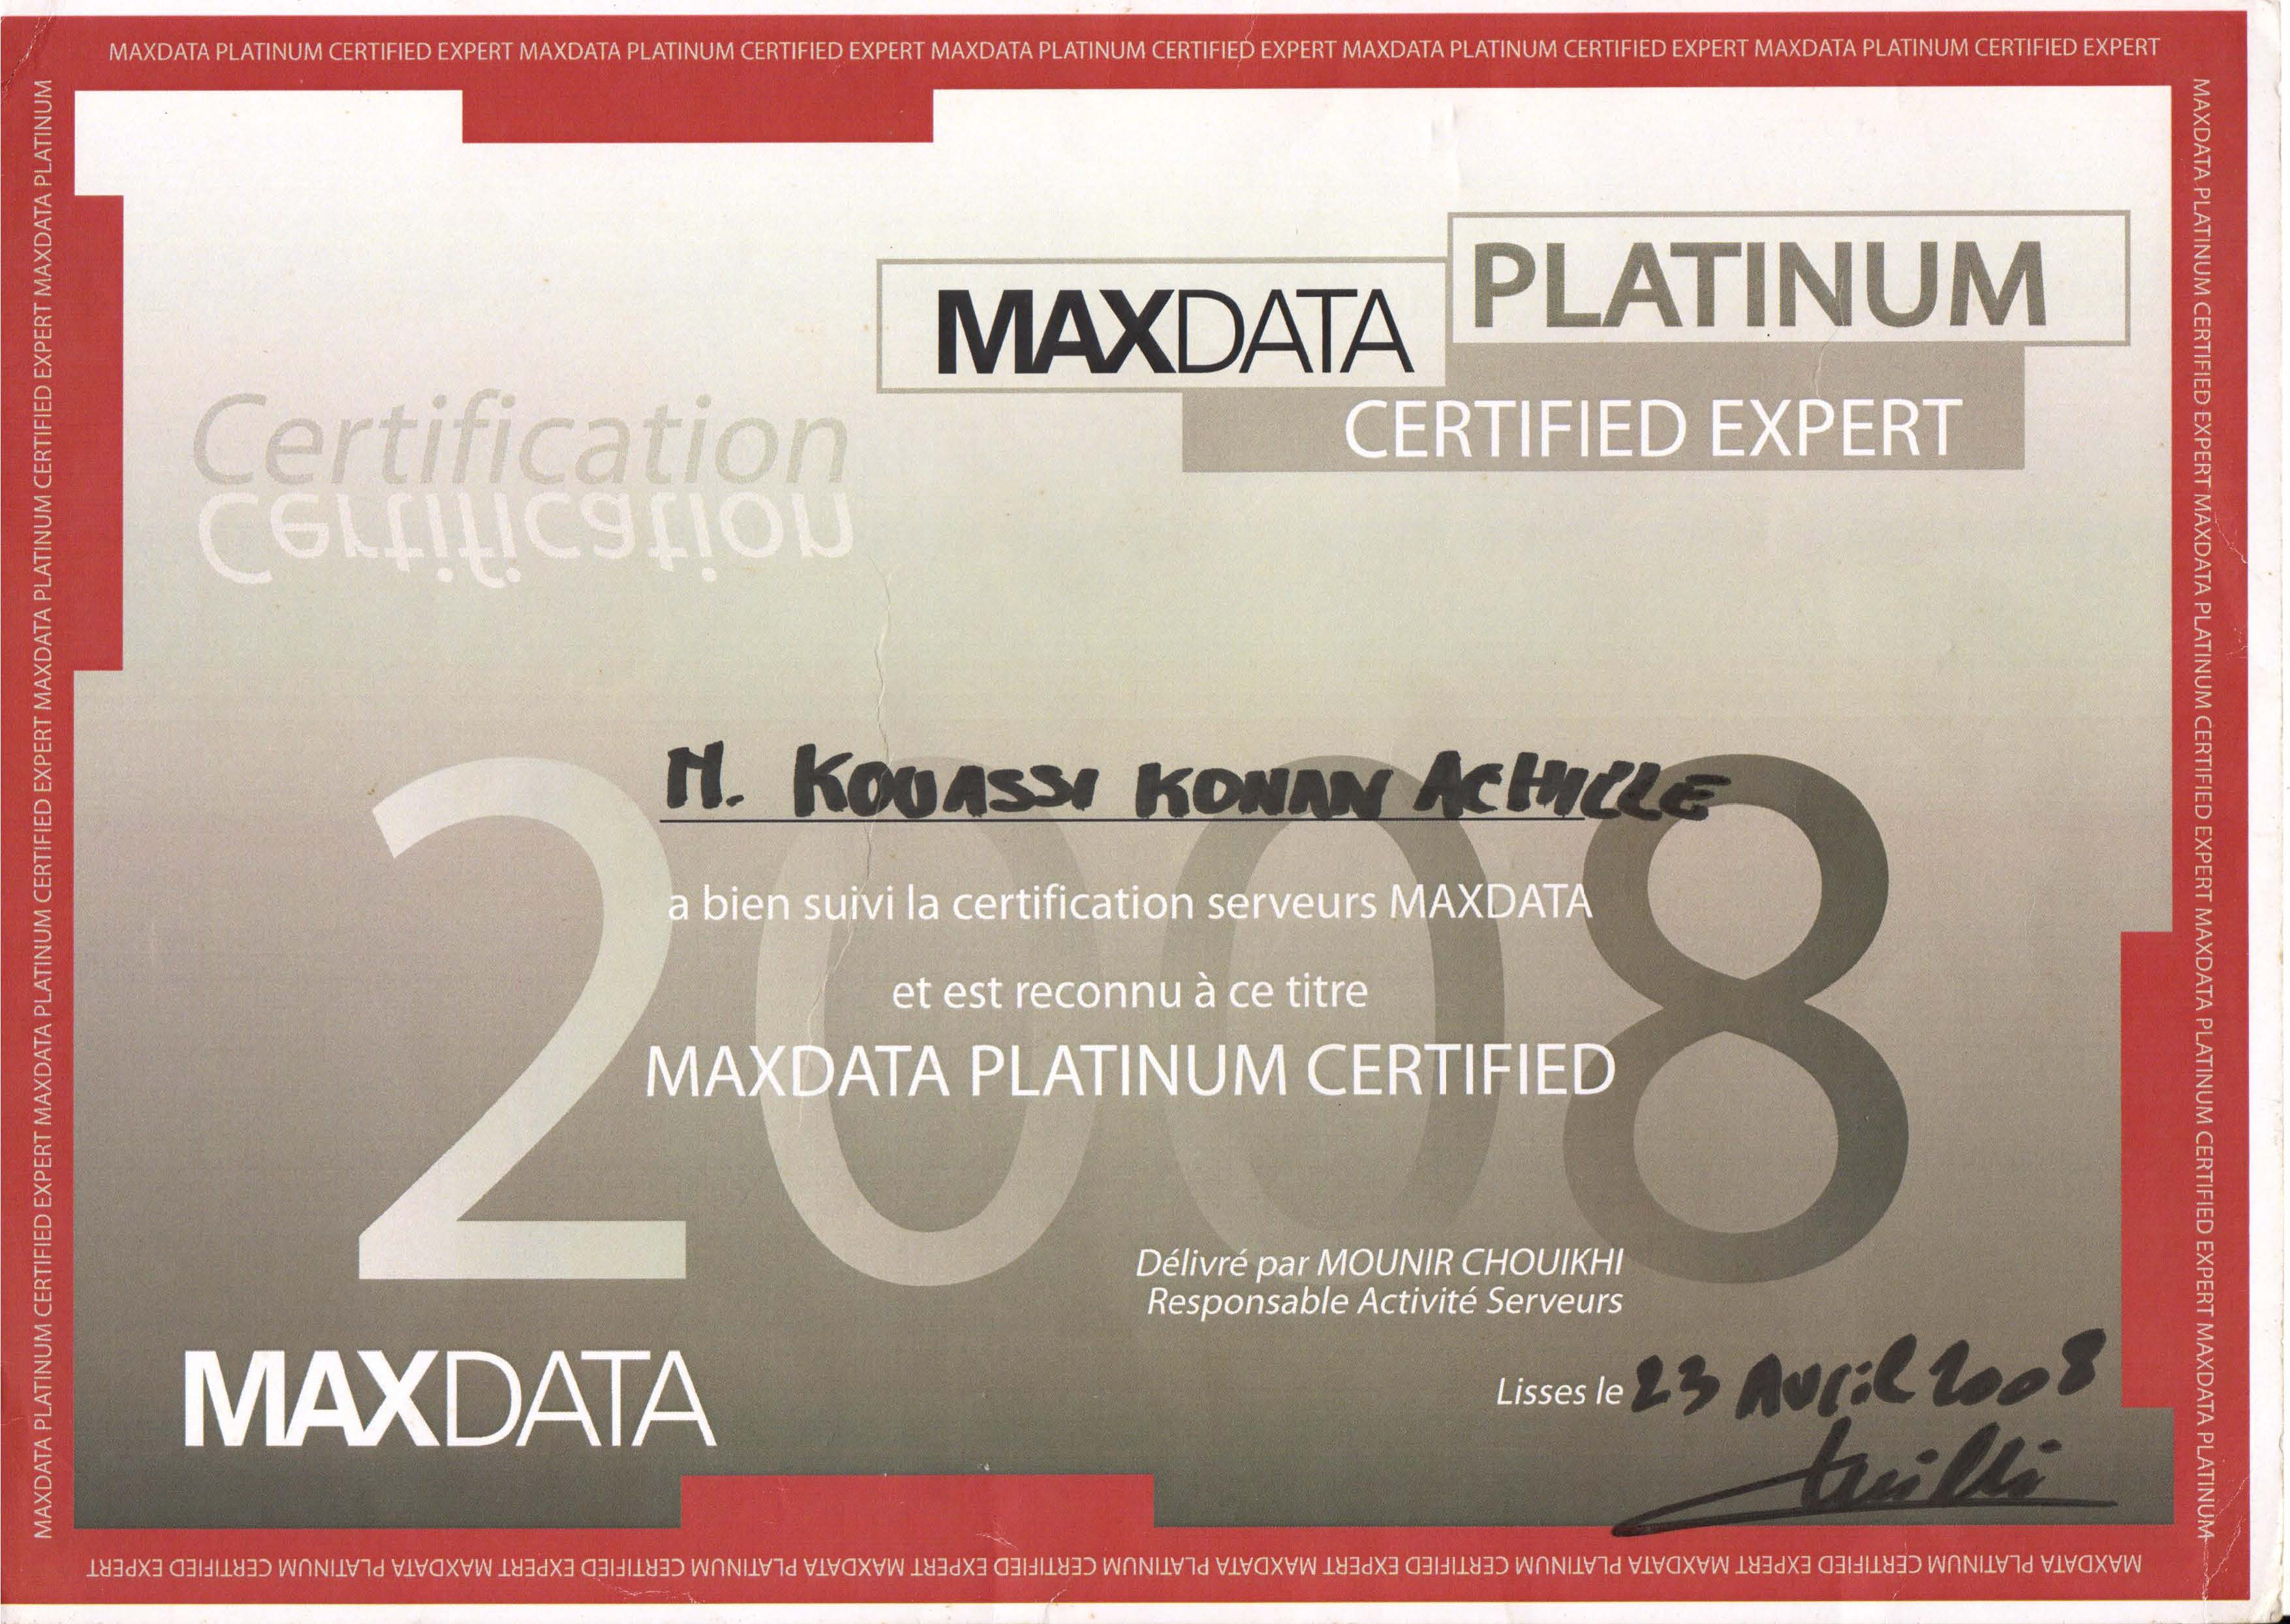 MAXDATA PLATINUM CERTIFIED EXPERT MAXDATA PLATINUM CERTIFIED EXPERT MAXDATA PLATINUM CERTIFIED EXPERT MAXDATA PLATINUM CERTIFIED EXPERT MAXDATA PLATINUM CERTIFIED EXPERT
MAXDATA PLATINUM CERTIFIED EXPERT MAXDATA PLATINUM CERTIFIED EXPERT MAXDATA PLATINUM CERTIFIED EXPERT MAXDATA PLATINUM
MAXDATA PLATINUM CERTIFIED EXPERT MAXDATA PLATINUM CERTIFIED EXPERT MAXDATA PLATINUM CERTIFIED EXPERT MAXDATA PLATINUM
MAXDATA PLATINUM
CERTIFIED EXPERT
Certification
Certification
2008
M. KOUASSI KONAN ACHILLE
a bien suivi la certification serveurs MAXDATA
et est reconnu à ce titre
MAXDATA PLATINUM CERTIFIED
Délivré par MOUNIR CHOUIKHI
Responsable Activité Serveurs
MAXDATA
Lisses le 23 Avril 2008
MAXDATA PLATINUM CERTIFIED EXPERT MAXDATA PLATINUM CERTIFIED EXPERT MAXDATA PLATINUM CERTIFIED EXPERT MAXDATA PLATINUM CERTIFIED EXPERT MAXDATA PLATINUM CERTIFIED EXPERT